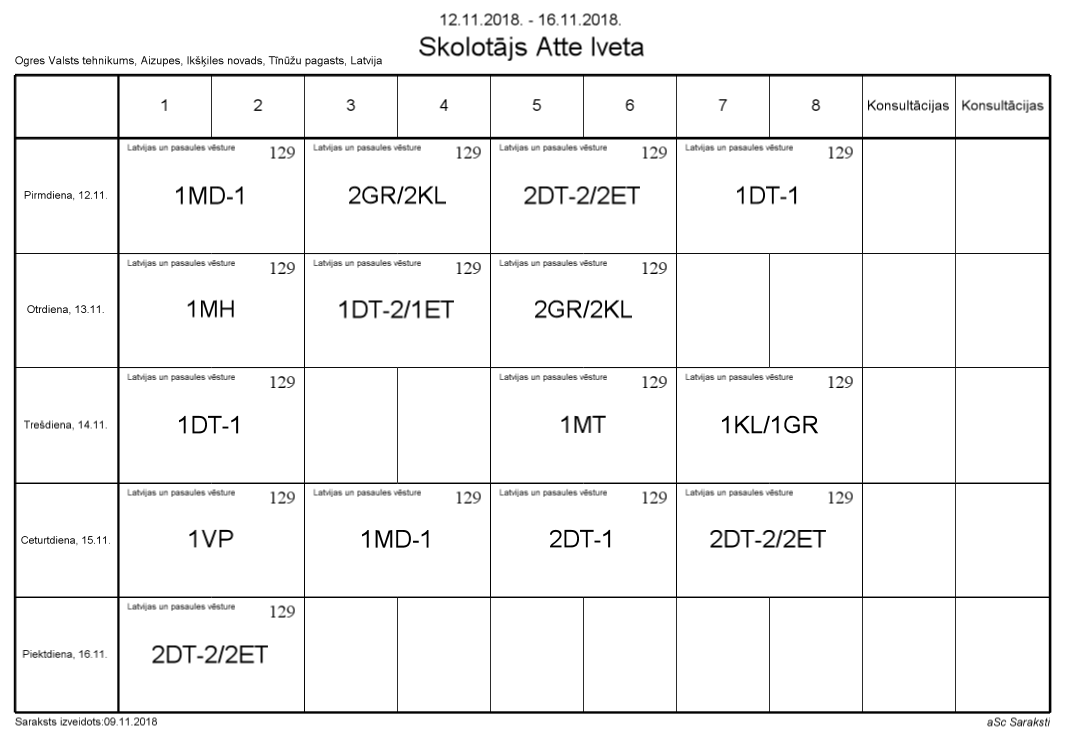 12.11.2018. - 16.11.2018.
Skolotājs Atte Iveta
Ogres Valsts tehnikums, Aizupes, Ikšķiles novads, Tīnūžu pagasts, Latvija
1 2 3 4 5 6 7 8 Konsultācijas Konsultācijas
Latvijas un pasaules vēsture 129 Latvijas un pasaules vēsture 129 Latvijas un pasaules vēsture 129 Latvijas un pasaules vēsture 129
Pirmdiena, 12.11. 1MD-1 2GR/2KL 2DT-2/2ET 1DT-1
Latvijas un pasaules vēsture 129 Latvijas un pasaules vēsture 129 Latvijas un pasaules vēsture 129
Otrdiena, 13.11. 1MH 1DT-2/1ET 2GR/2KL
Latvijas un pasaules vēsture 129 Latvijas un pasaules vēsture 129 Latvijas un pasaules vēsture 129
Trešdiena, 14.11. 1DT-1 1MT 1KL/1GR
Latvijas un pasaules vēsture 129 Latvijas un pasaules vēsture 129 Latvijas un pasaules vēsture 129 Latvijas un pasaules vēsture 129
Ceturtdiena, 15.11. 1VP 1MD-1 2DT-1 2DT-2/2ET
Latvijas un pasaules vēsture 129
Piektdiena, 16.11. 2DT-2/2ET
Saraksts izveidots:09.11.2018 aSc Saraksti